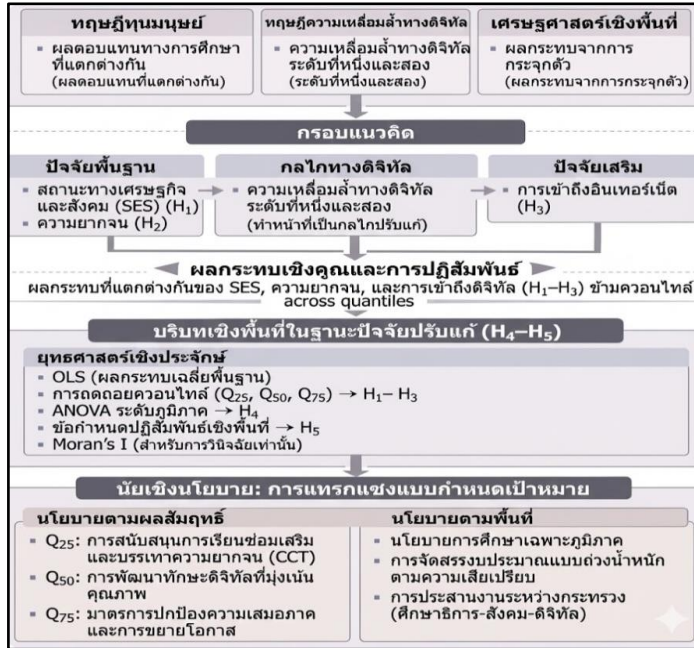 ทฤษฎีทุนมนุษย์
▪ ผลตอบแทนทางการศึกษา
ที่แตกต่างกัน
(ผลตอบแทนที่แตกต่างกัน)
ทฤษฎีความเหลื่อมล้ำทางดิจิทัล
▪ ความเหลื่อมล้ำทางดิจิทัล
ระดับที่หนึ่งและสอง
(ระดับที่หนึ่งและสอง)
เศรษฐศาสตร์เชิงพื้นที่
▪ ผลกระทบจากการ
กระจุกตัว
(ผลกระทบจากการกระจุกตัว)
กรอบแนวคิด
ปัจจัยพื้นฐาน
▪ สถานะทางเศรษฐกิจ
และสังคม (SES) (H₁)
▪ ความยากจน (H₂)
กลไกทางดิจิทัล
▪ ความเหลื่อมล้ำทางดิจิทัล
ระดับที่หนึ่งและสอง
(ทำหน้าที่เป็นกลไกปรับแก้)
ปัจจัยเสริม
▪ การเข้าถึงอินเทอร์เน็ต
(H₃)
ผลกระทบเชิงคูณและการปฏิสัมพันธ์
ผลกระทบที่แตกต่างกันของ SES, ความยากจน, และการเข้าถึงดิจิทัล (H₁–H₃) ข้ามควอนไทล์
across quantiles
บริบทเชิงพื้นที่ในฐานะปัจจัยปรับแก้ (H₄–H₅)
ยุทธศาสตร์เชิงประจักษ์
▪ OLS (ผลกระทบเฉลี่ยพื้นฐาน)
▪ การถดถอยควอนไทล์ (Q₂₅, Q₅₀, Q₇₅) → H₁– H₃
▪ ANOVA ระดับภูมิภาค → H₄
▪ ข้อกำหนดปฏิสัมพันธ์เชิงพื้นที่ → H₅
▪ Moran's I (สำหรับการวินิจฉัยเท่านั้น)
นัยเชิงนโยบาย: การแทรกแซงแบบกำหนดเป้าหมาย
นโยบายตามผลสัมฤทธิ์
▪ Q₂₅: การสนับสนุนการเรียนซ่อมเสริม
และบรรเทาความยากจน (CCT)
▪ Q₅₀: การพัฒนาทักษะดิจิทัลที่มุ่งเน้น
คุณภาพ
▪ Q₇₅: มาตรการปกป้องความเสมอภาค
และการขยายโอกาส
นโยบายตามพื้นที่
▪ นโยบายการศึกษาเฉพาะภูมิภาค
▪ การจัดสรรงบประมาณแบบถ่วงน้ำหนัก
ตามความเสียเปรียบ
▪ การประสานงานระหว่างกระทรวง
(ศึกษาธิการ-สังคม-ดิจิทัล)